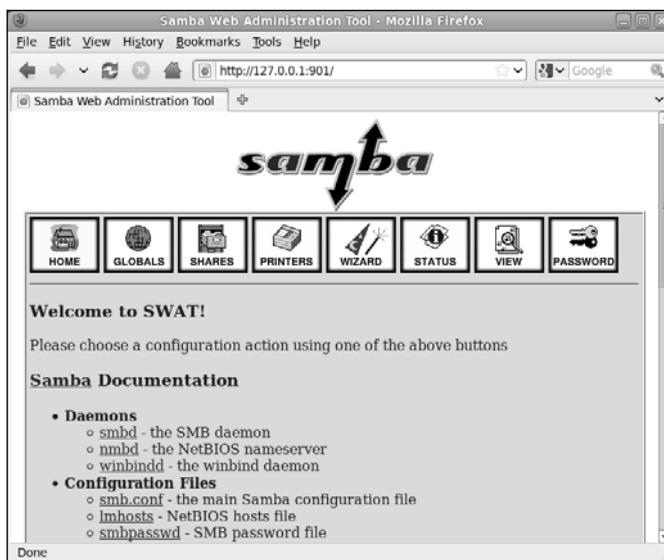 Samba Web Administration Tool - Mozilla Firefox
File Edit View History Bookmarks Tools Help
http://127.0.0.1:901/
Google
Samba Web Administration Tool
samba
HOME GLOBALS SHARES PRINTERS WIZARD STATUS VIEW PASSWORD
Welcome to SWAT!
Please choose a configuration action using one of the above buttons
Samba Documentation
• Daemons
◦ smbd - the SMB daemon
◦ nmbd - the NetBIOS nameserver
◦ winbindd - the winbind daemon
• Configuration Files
◦ smb.conf - the main Samba configuration file
◦ lmhosts - NetBIOS hosts file
◦ smbpasswd - SMB password file
Done